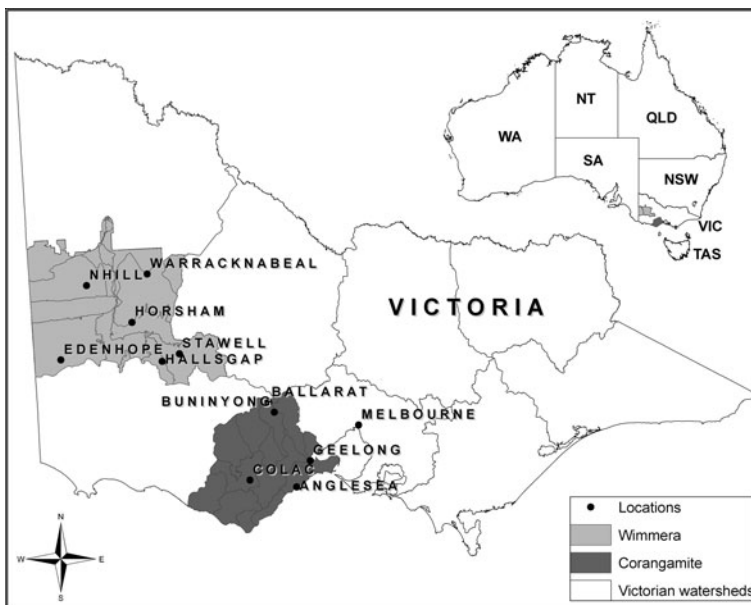 NT
QLD
WA
SA
NSW
VIC
TAS
WARRACKNABEAL
NHILL
HORSHAM
VICTORIA
STAWELL
EDENHOPE
HALLSGAP
BALLARAT
BUNINYONG
MELBOURNE
GEELONG
COLAC
ANGLESEA
Locations
Wimmera
Corangamite
Victorian watersheds
N
W E
S